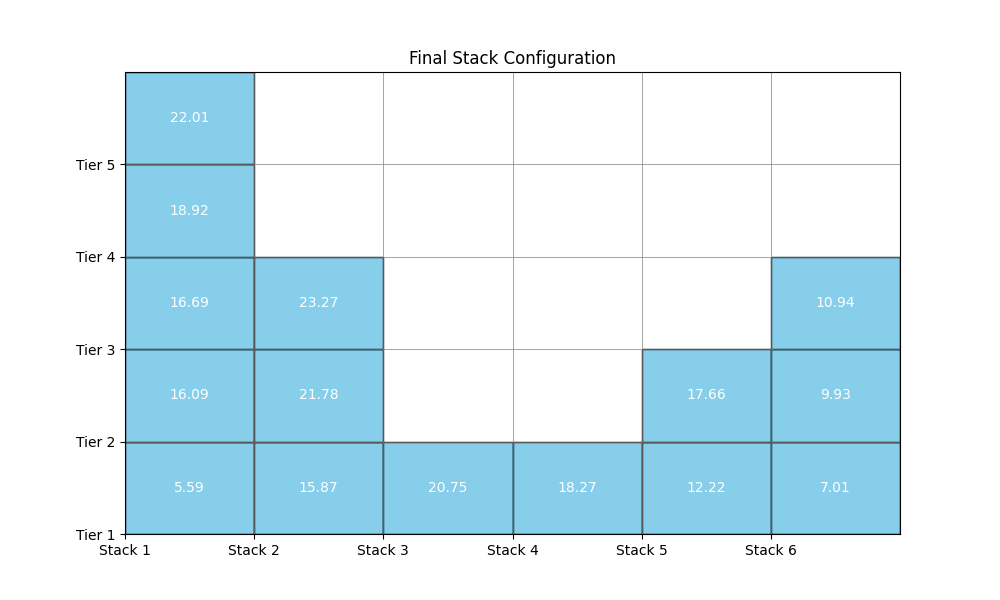 Final Stack Configuration
22.01
Tier 5
18.92
Tier 4
16.69 23.27 10.94
Tier 3
16.09 21.78 17.66 9.93
Tier 2
5.59 15.87 20.75 18.27 12.22 7.01
Tier 1
Stack 1 Stack 2 Stack 3 Stack 4 Stack 5 Stack 6